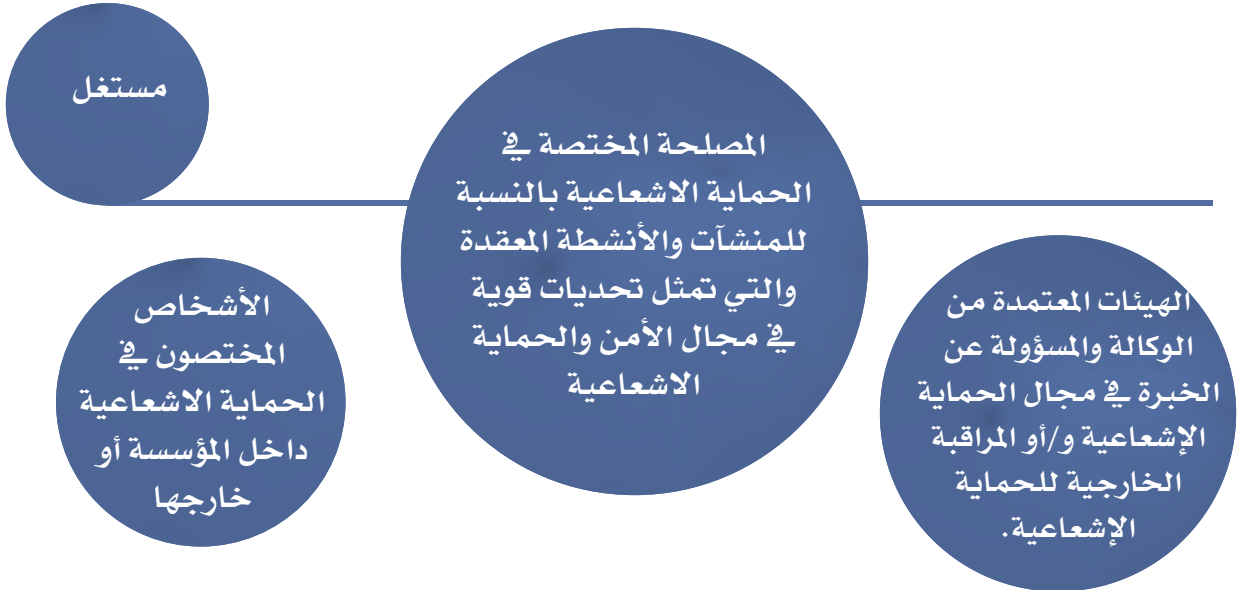 مستغل
المصلحة المختصة في
الحماية الاشعاعية بالنسبة
للمنشآت والأنشطة المعقدة
والتي تمثل تحديات قوية
في مجال الأمن والحماية
الاشعاعية
الأشخاص
المختصون في
الحماية الاشعاعية
داخل المؤسسة أو
خارجها
الهيئات المعتمدة من
الوكالة والمسؤولة عن
الخبرة في مجال الحماية
الإشعاعية و/أو المراقبة
الخارجية للحماية
الإشعاعية.